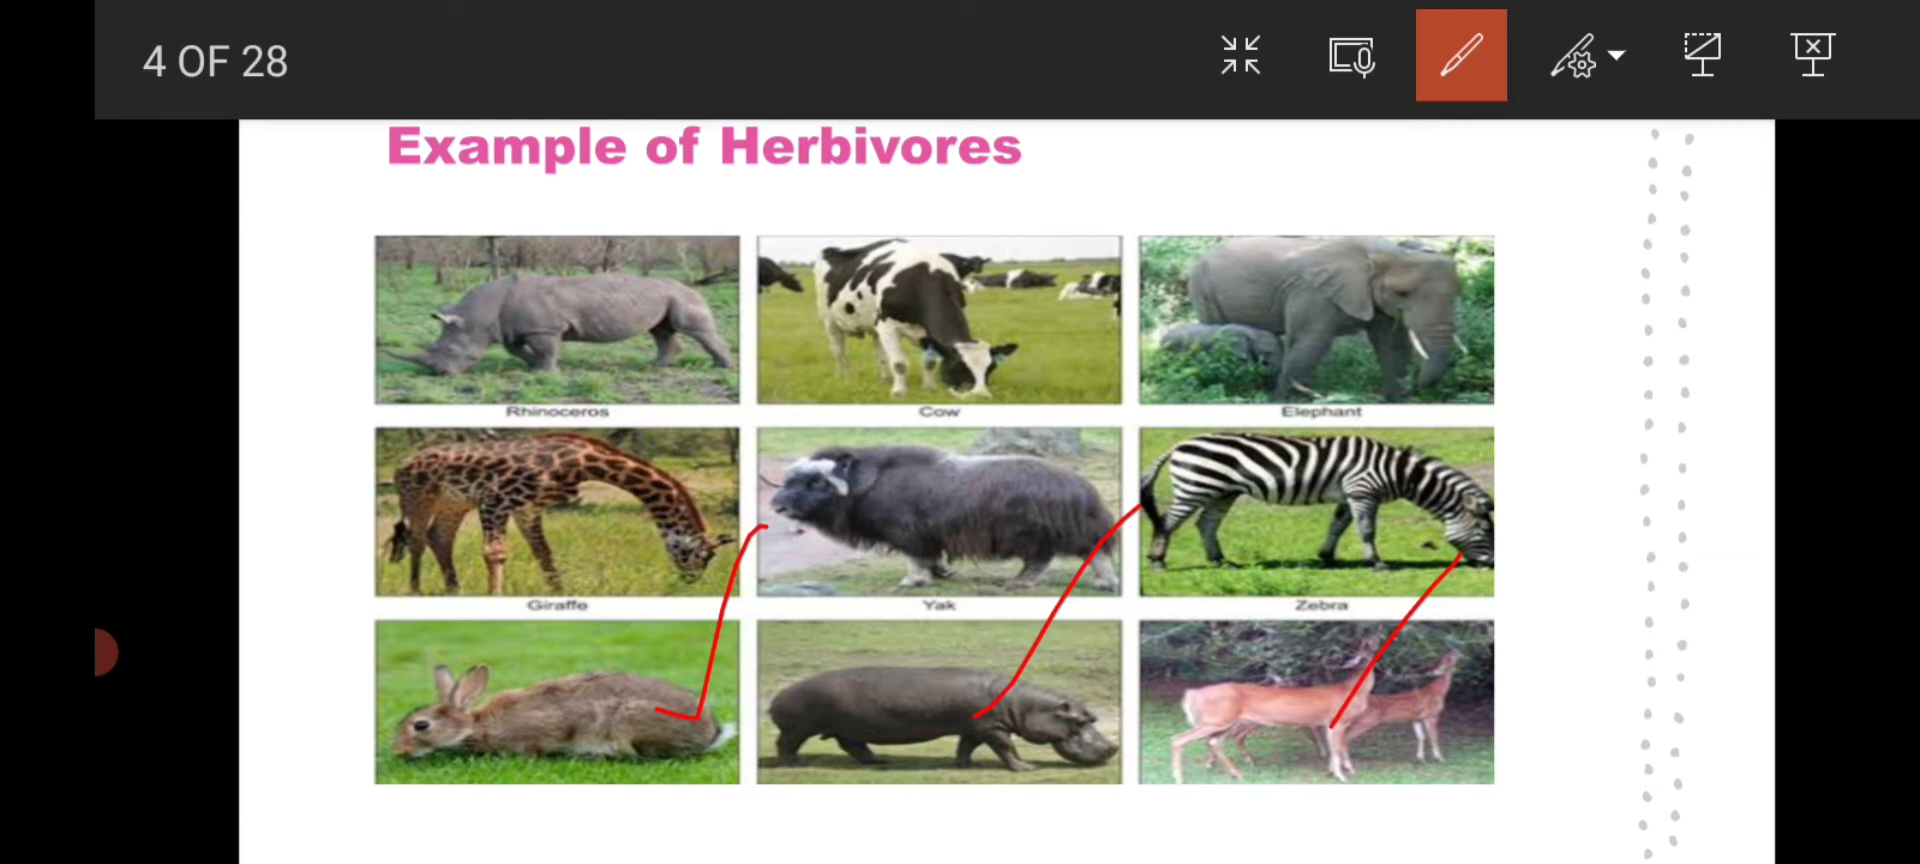 4 OF 28
Example of Herbivores
Rhinoceros
Cow
Elephant
Giraffe
Yak
Zebra